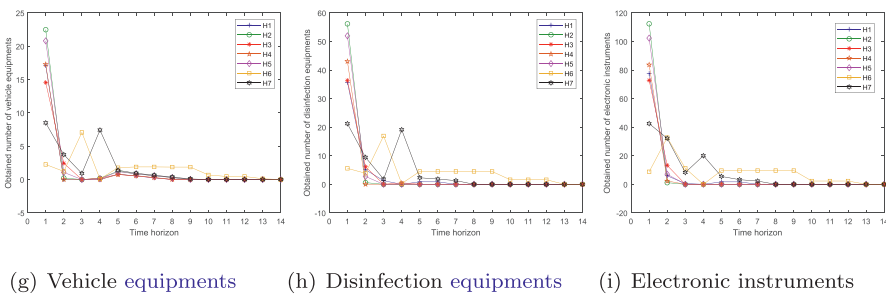 25
20
15
10
5
0
-5
0 1 2 3 4 5 6 7 8 9 10 11 12 13 14
Time horizon
Obtained number of vehicle equipments
H1
H2
H3
H4
H5
H6
H7
60
50
40
30
20
10
0
-10
0 1 2 3 4 5 6 7 8 9 10 11 12 13 14
Time horizon
Obtained number of disinfection equipments
H1
H2
H3
H4
H5
H6
H7
120
100
80
60
40
20
0
-20
0 1 2 3 4 5 6 7 8 9 10 11 12 13 14
Time horizon
Obtained number of electronic instruments
H1
H2
H3
H4
H5
H6
H7
(g) Vehicle equipments
(h) Disinfection equipments
(i) Electronic instruments